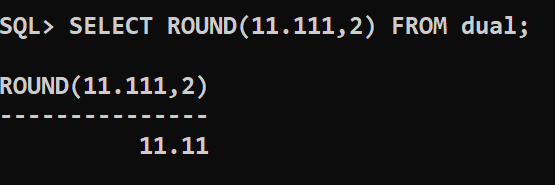 SQL> SELECT ROUND(11.111,2) FROM dual;
ROUND(11.111,2)
---------------
11.11